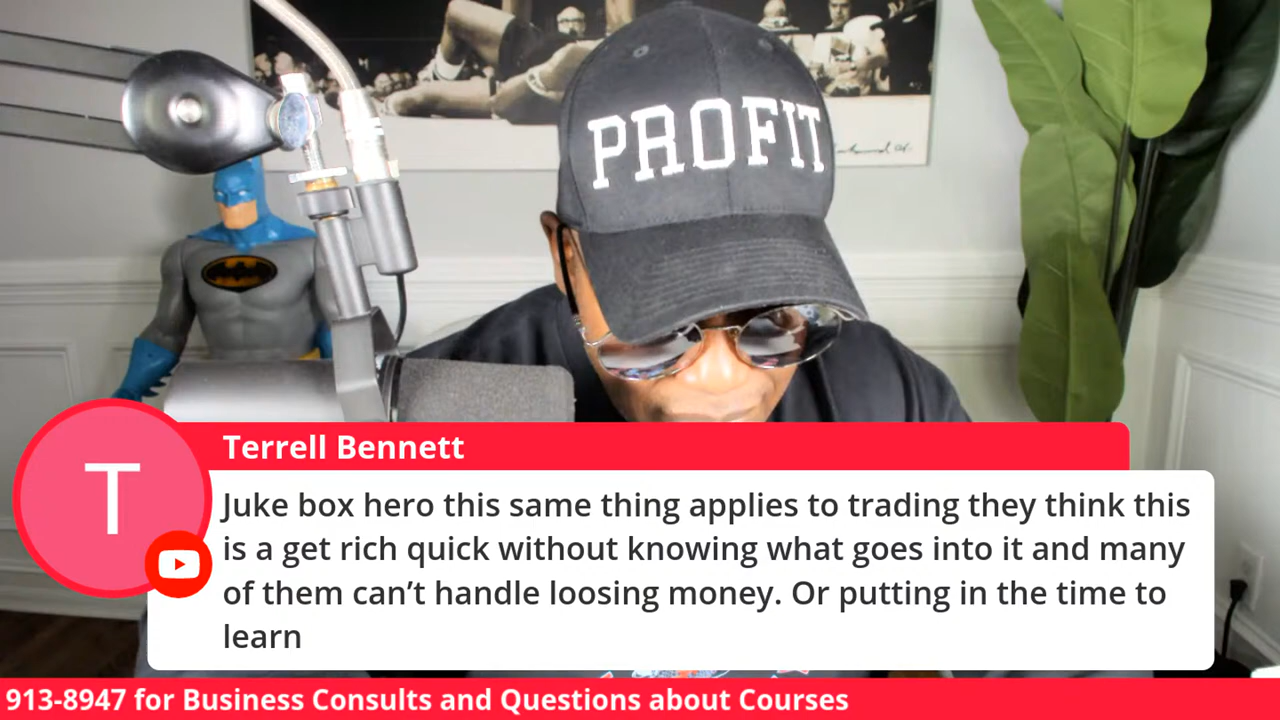 PROFIT
T
Terrell Bennett
Juke box hero this same thing applies to trading they think this
is a get rich quick without knowing what goes into it and many
of them can’t handle loosing money. Or putting in the time to
learn
913-8947 for Business Consults and Questions about Courses